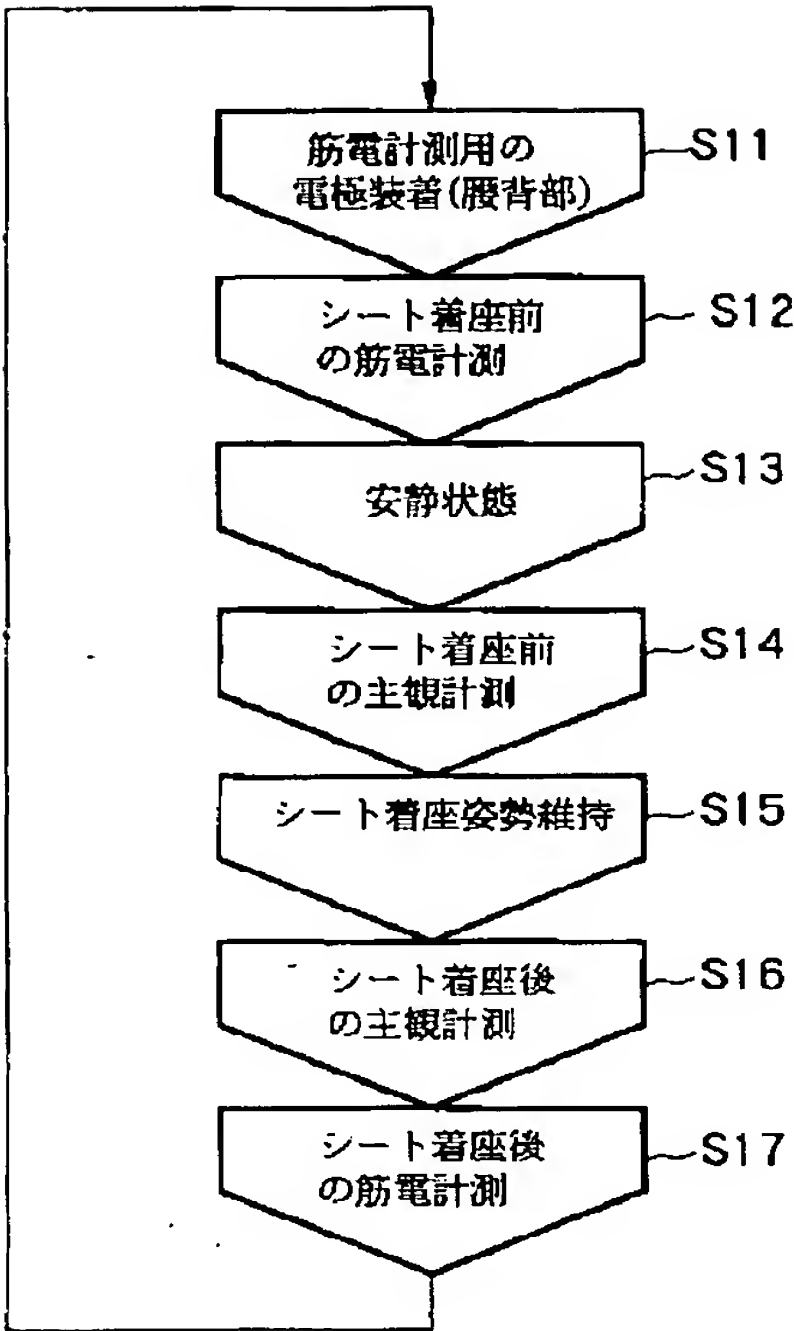 筋電計測用の
電極装着(腰背部)
S11
シート着座前
の筋電計測
S12
安静状態
S13
シート着座前
の主観計測
S14
シート着座姿勢維持
S15
シート着座後
の主観計測
S16
シート着座後
の筋電計測
S17